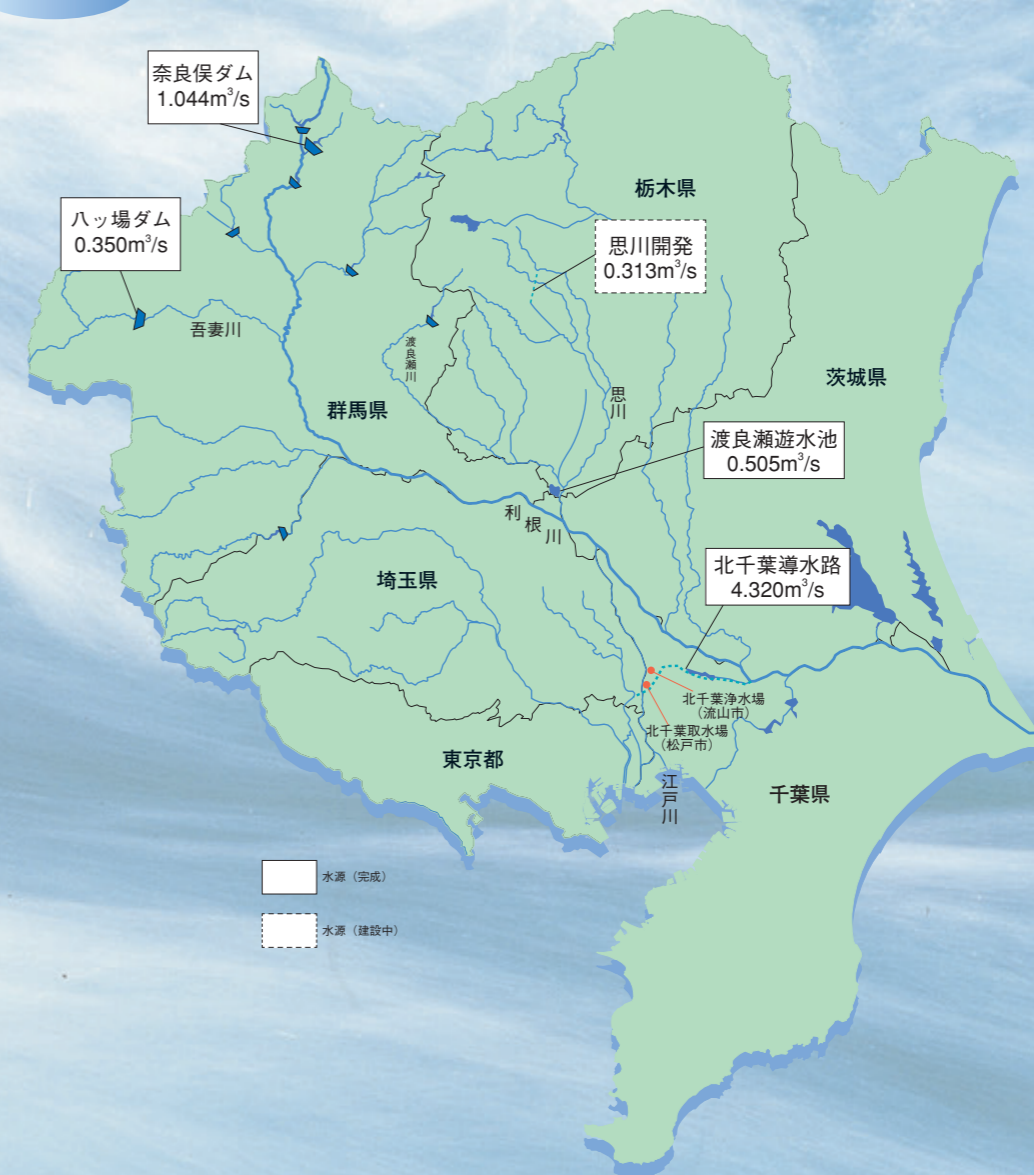 奈良俣ダム
1.044m³/s
八ッ場ダム
0.350m³/s
栃木県
思川開発
0.313m³/s
吾妻川
渡良瀬川
茨城県
思川
群馬県
渡良瀬遊水池
0.505m³/s
利根川
北千葉導水路
4.320m³/s
埼玉県
北千葉浄水場
（流山市）
北千葉取水場
（松戸市）
東京都
江戸川
千葉県
水源（完成）
水源（建設中）